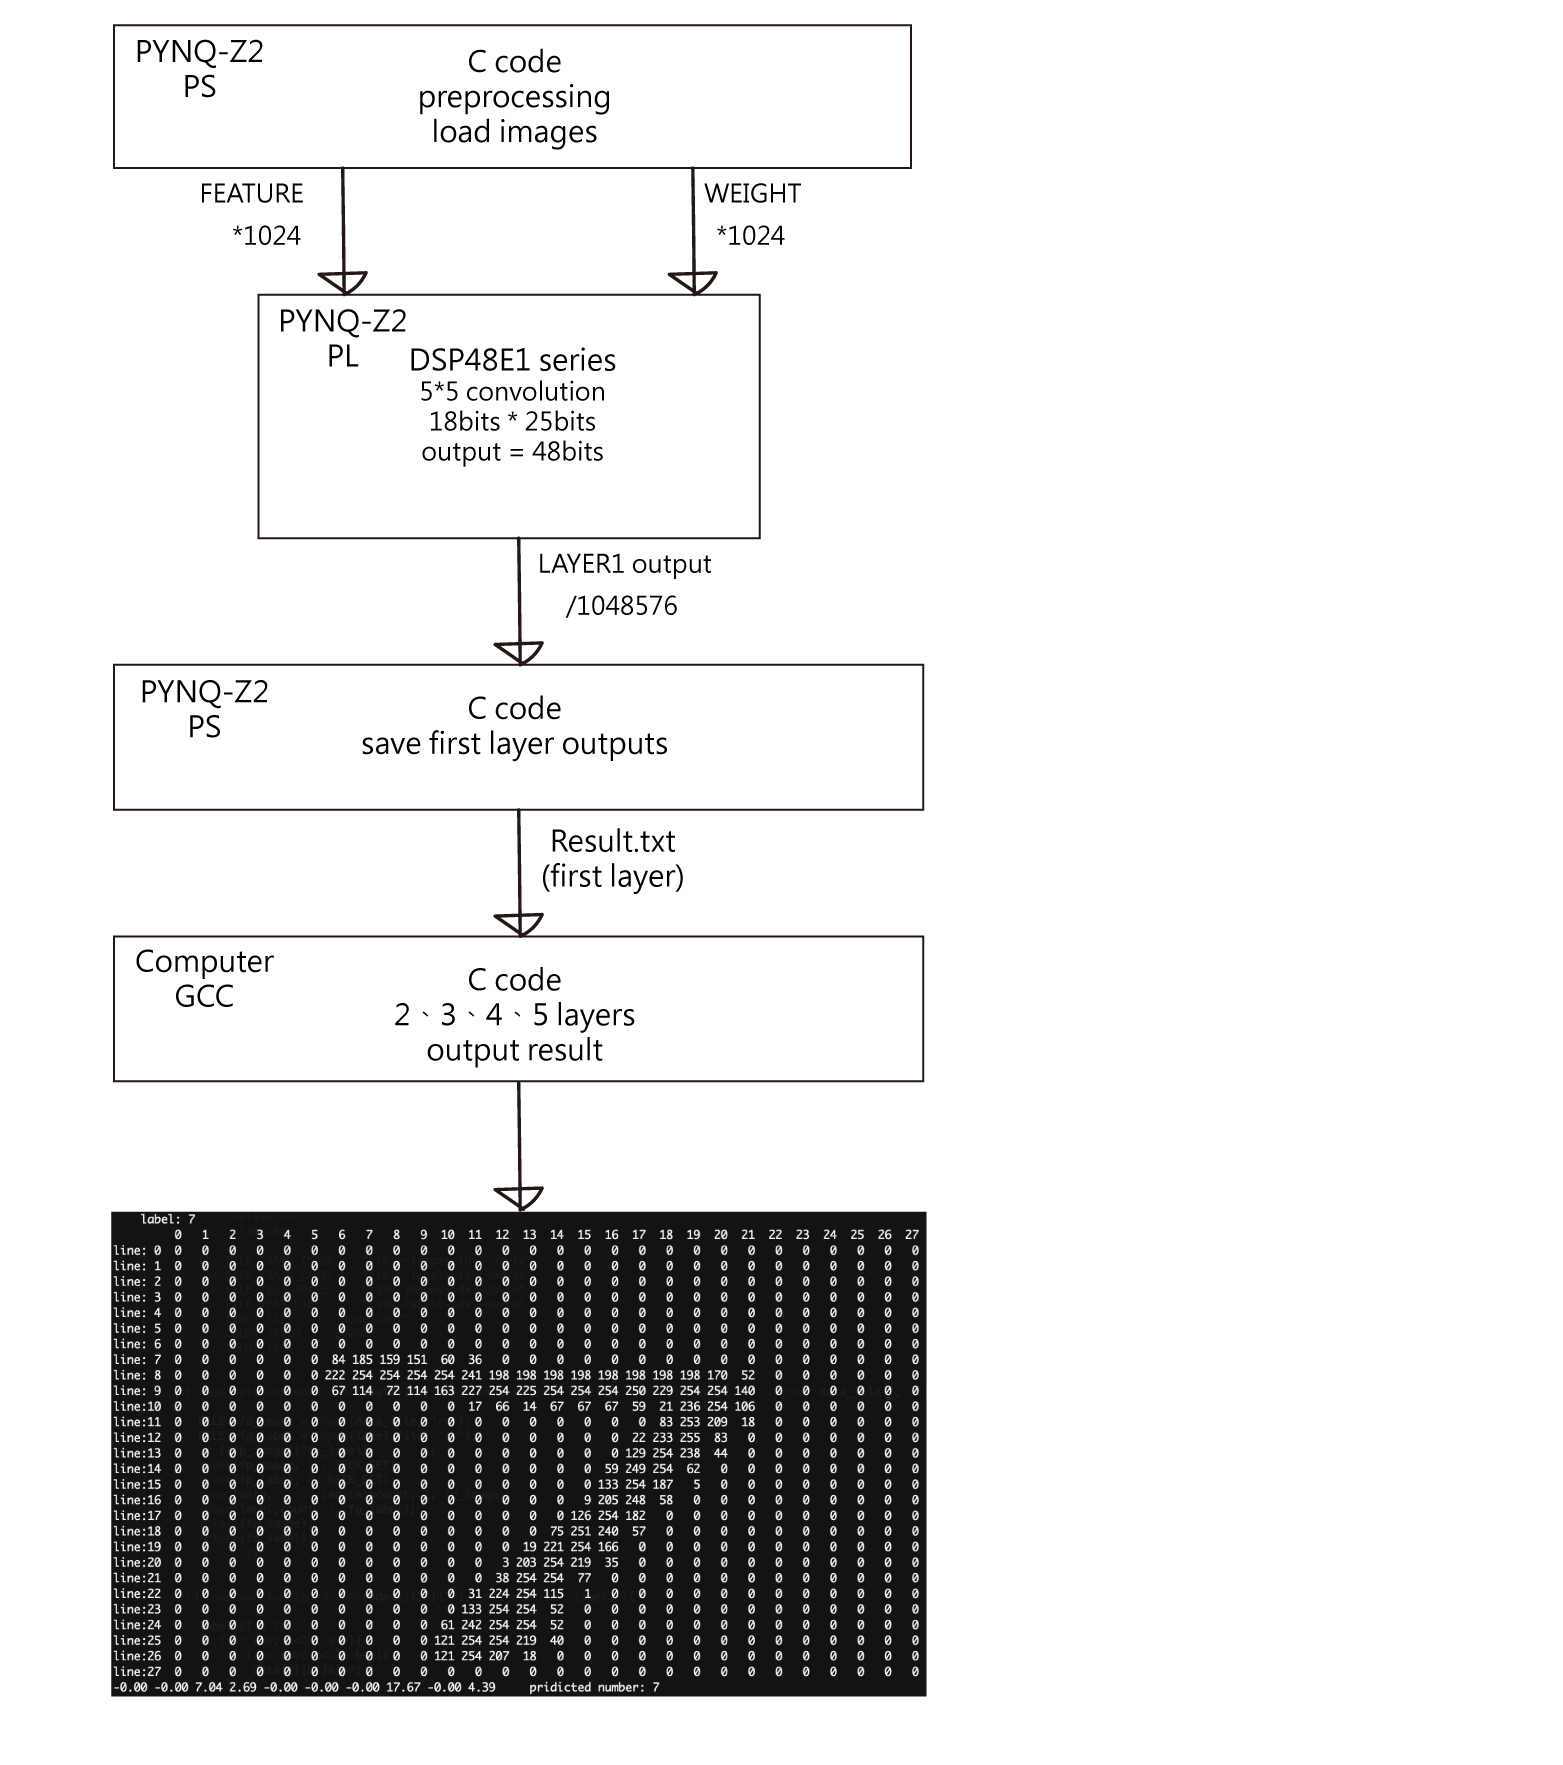 PYNQ-Z2
PS
C code
preprocessing
load images
FEATURE
*1024
WEIGHT
*1024
PYNQ-Z2
PL
DSP48E1 series
5*5 convolution
18bits * 25bits
output = 48bits
LAYER1 output
/1048576
PYNQ-Z2
PS
C code
save first layer outputs
Result.txt
(first layer)
Computer
GCC
C code
2、3、4、5 layers
output result
label: 7
0 1 2 3 4 5 6 7 8 9 10 11 12 13 14 15 16 17 18 19 20 21 22 23 24 25 26 27
line: 0 0 0 0 0 0 0 0 0 0 0 0 0 0 0 0 0 0 0 0 0 0 0 0 0 0 0 0 0
line: 1 0 0 0 0 0 0 0 0 0 0 0 0 0 0 0 0 0 0 0 0 0 0 0 0 0 0 0 0
line: 2 0 0 0 0 0 0 0 0 0 0 0 0 0 0 0 0 0 0 0 0 0 0 0 0 0 0 0 0
line: 3 0 0 0 0 0 0 0 0 0 0 0 0 0 0 0 0 0 0 0 0 0 0 0 0 0 0 0 0
line: 4 0 0 0 0 0 0 0 0 0 0 0 0 0 0 0 0 0 0 0 0 0 0 0 0 0 0 0 0
line: 5 0 0 0 0 0 0 0 0 0 0 0 0 0 0 0 0 0 0 0 0 0 0 0 0 0 0 0 0
line: 6 0 0 0 0 0 0 0 0 0 0 0 0 0 0 0 0 0 0 0 0 0 0 0 0 0 0 0 0
line: 7 0 0 0 0 0 0 84 185 159 151 60 36 0 0 0 0 0 0 0 0 0 0 0 0 0 0 0 0
line: 8 0 0 0 0 0 0 222 254 254 254 254 241 198 198 198 198 198 198 198 198 170 52 0 0 0 0 0 0
line: 9 0 0 0 0 0 0 67 114 72 114 163 227 254 225 254 254 254 250 229 254 254 140 0 0 0 0 0 0
line:10 0 0 0 0 0 0 0 0 0 0 0 17 66 14 67 67 67 59 21 236 254 106 0 0 0 0 0 0
line:11 0 0 0 0 0 0 0 0 0 0 0 0 0 0 0 0 0 0 83 253 209 18 0 0 0 0 0 0
line:12 0 0 0 0 0 0 0 0 0 0 0 0 0 0 0 0 0 22 233 255 83 0 0 0 0 0 0 0
line:13 0 0 0 0 0 0 0 0 0 0 0 0 0 0 0 0 0 129 254 238 44 0 0 0 0 0 0 0
line:14 0 0 0 0 0 0 0 0 0 0 0 0 0 0 0 0 59 249 254 62 0 0 0 0 0 0 0 0
line:15 0 0 0 0 0 0 0 0 0 0 0 0 0 0 0 0 133 254 187 5 0 0 0 0 0 0 0 0
line:16 0 0 0 0 0 0 0 0 0 0 0 0 0 0 0 9 205 248 58 0 0 0 0 0 0 0 0 0
line:17 0 0 0 0 0 0 0 0 0 0 0 0 0 0 0 126 254 182 0 0 0 0 0 0 0 0 0 0
line:18 0 0 0 0 0 0 0 0 0 0 0 0 0 0 75 251 240 57 0 0 0 0 0 0 0 0 0 0
line:19 0 0 0 0 0 0 0 0 0 0 0 0 0 19 221 254 166 0 0 0 0 0 0 0 0 0 0 0
line:20 0 0 0 0 0 0 0 0 0 0 0 0 3 203 254 219 35 0 0 0 0 0 0 0 0 0 0 0
line:21 0 0 0 0 0 0 0 0 0 0 0 0 38 254 254 77 0 0 0 0 0 0 0 0 0 0 0 0
line:22 0 0 0 0 0 0 0 0 0 0 0 31 224 254 115 1 0 0 0 0 0 0 0 0 0 0 0 0
line:23 0 0 0 0 0 0 0 0 0 0 0 133 254 254 52 0 0 0 0 0 0 0 0 0 0 0 0 0
line:24 0 0 0 0 0 0 0 0 0 0 61 242 254 254 52 0 0 0 0 0 0 0 0 0 0 0 0 0
line:25 0 0 0 0 0 0 0 0 0 0 121 254 254 219 40 0 0 0 0 0 0 0 0 0 0 0 0 0
line:26 0 0 0 0 0 0 0 0 0 0 121 254 207 18 0 0 0 0 0 0 0 0 0 0 0 0 0 0
line:27 0 0 0 0 0 0 0 0 0 0 0 0 0 0 0 0 0 0 0 0 0 0 0 0 0 0 0 0
-0.00 -0.00 7.04 2.69 -0.00 -0.00 -0.00 17.67 -0.00 4.39 pridicted number: 7